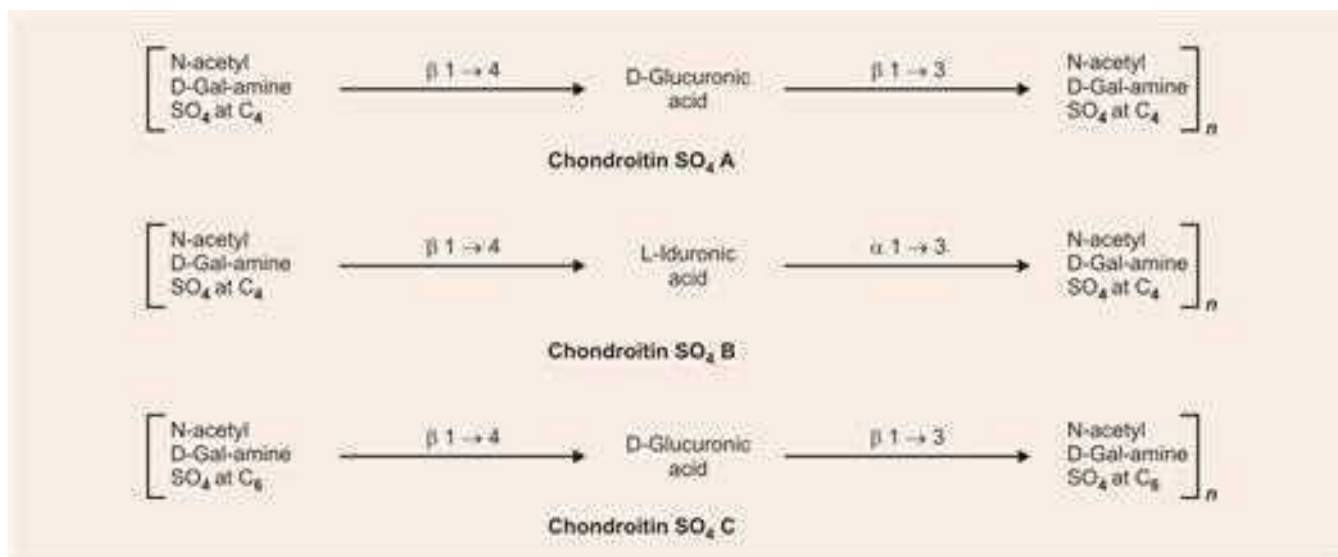 N-acetyl
D-Gal-amine
SO₄ at C₄
β 1 → 4
D-Glucuronic
acid
β 1 → 3
N-acetyl
D-Gal-amine
SO₄ at C₄
n
Chondroitin SO₄ A
N-acetyl
D-Gal-amine
SO₄ at C₄
β 1 → 4
L-Iduronic
acid
α 1 → 3
N-acetyl
D-Gal-amine
SO₄ at C₄
n
Chondroitin SO₄ B
N-acetyl
D-Gal-amine
SO₄ at C₆
β 1 → 4
D-Glucuronic
acid
β 1 → 3
N-acetyl
D-Gal-amine
SO₄ at C₆
n
Chondroitin SO₄ C